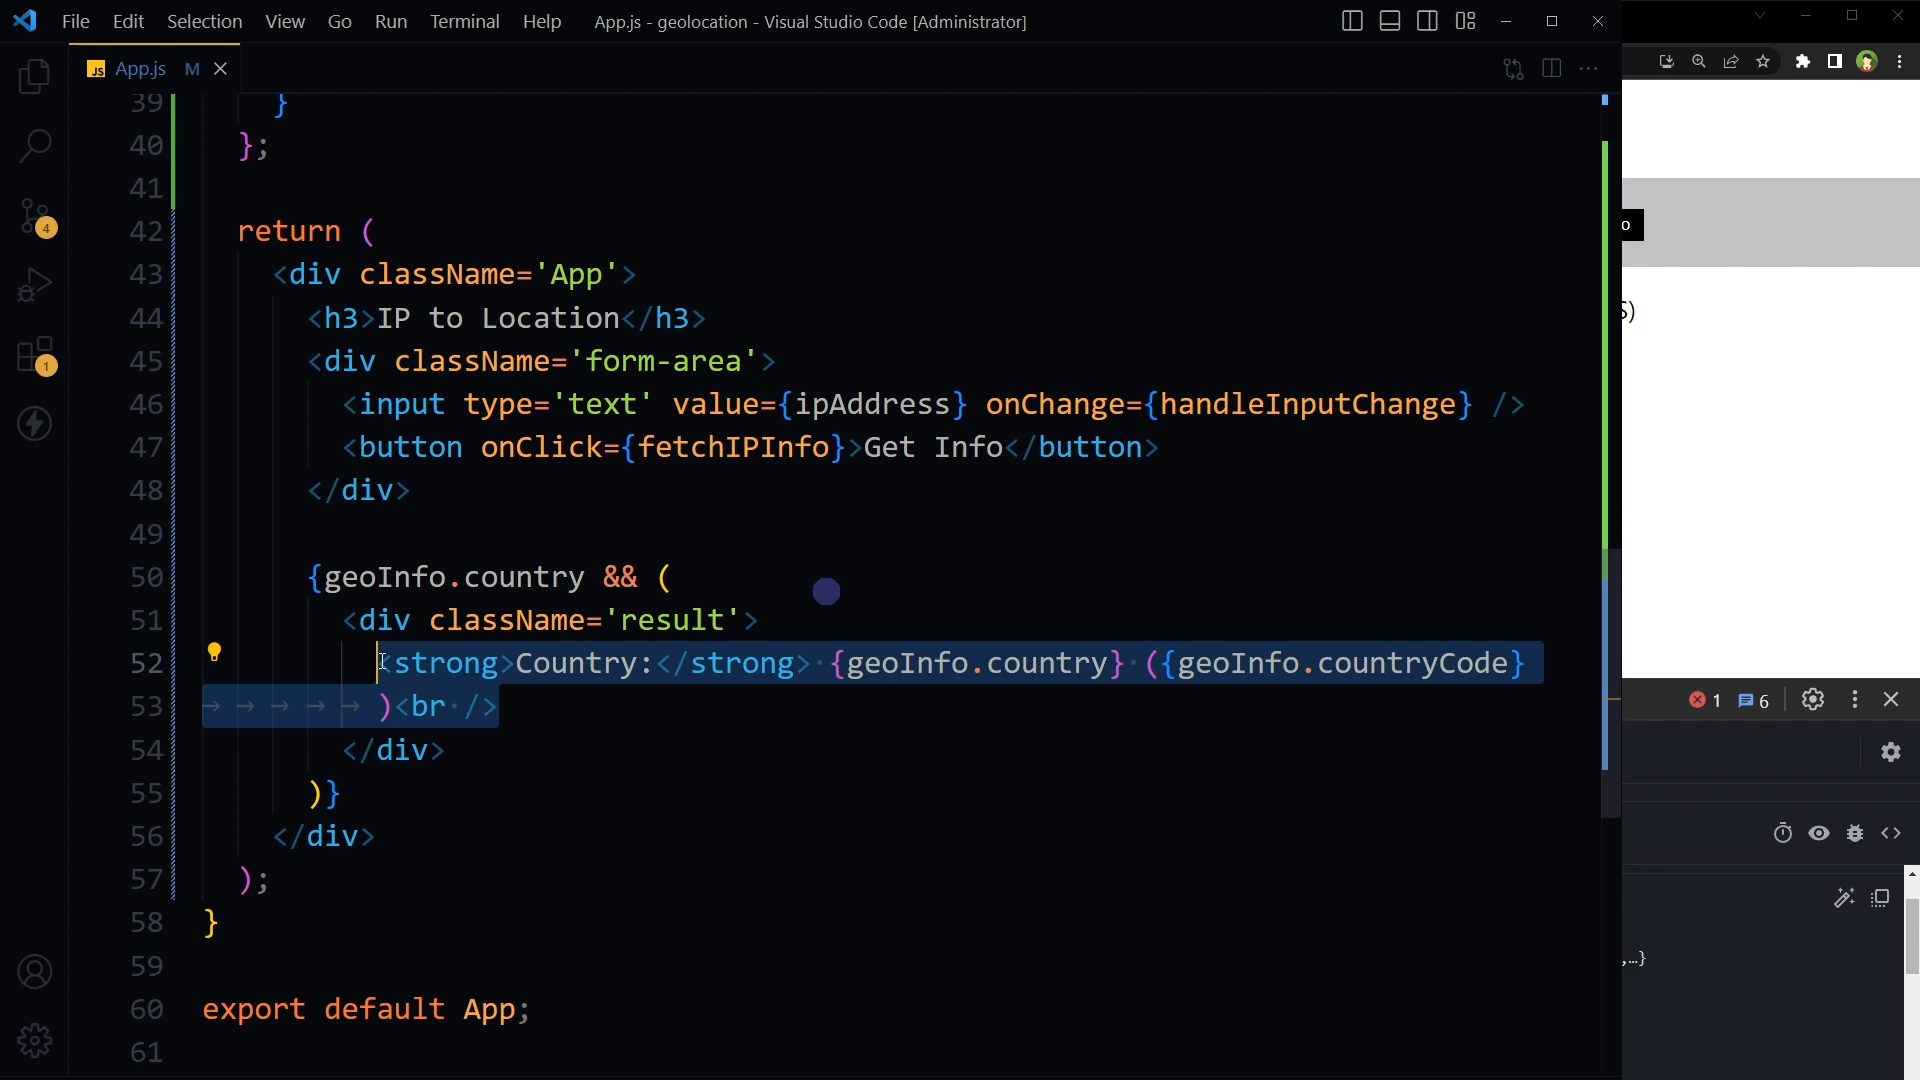 File Edit Selection View Go Run Terminal Help App.js - geolocation - Visual Studio Code [Administrator]
JS App.js M
39 }
40 };
41
42 return (
43 <div className='App'>
44 <h3>IP to Location</h3>
45 <div className='form-area'>
46 <input type='text' value={ipAddress} onChange={handleInputChange} />
47 <button onClick={fetchIPInfo}>Get Info</button>
48 </div>
49
50 {geoInfo.country && (
51 <div className='result'>
52 <strong>Country:</strong> {geoInfo.country} ({geoInfo.countryCode}
53 )<br />
54 </div>
55 )}
56 </div>
57 );
58 }
59
60 export default App;
61
4
1
o
S)
1 6
,…}